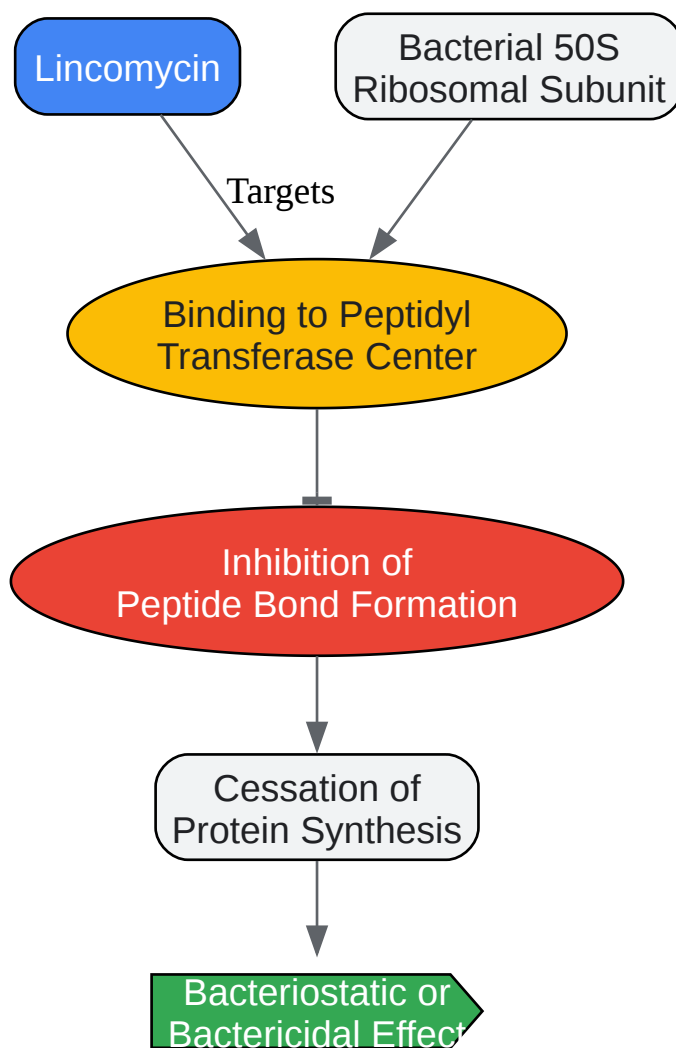 Lincomycin
Bacterial 50S
Ribosomal Subunit
Targets
Binding to Peptidyl
Transferase Center
Inhibition of
Peptide Bond Formation
Cessation of
Protein Synthesis
Bacteriostatic or
Bactericidal Effect